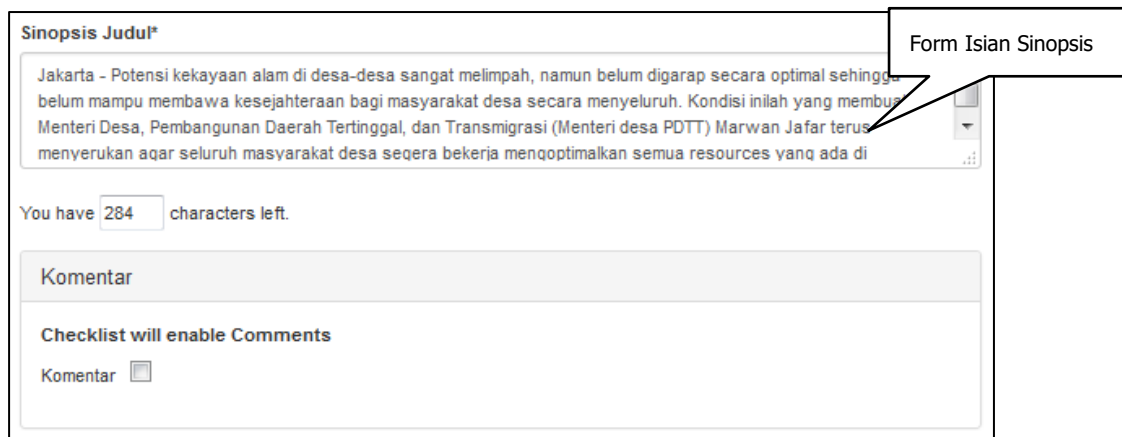 Sinopsis Judul*
Form Isian Sinopsis
Jakarta - Potensi kekayaan alam di desa-desa sangat melimpah, namun belum digarap secara optimal sehingga
belum mampu membawa kesejahteraan bagi masyarakat desa secara menyeluruh. Kondisi inilah yang membuat
Menteri Desa, Pembangunan Daerah Tertinggal, dan Transmigrasi (Menteri desa PDTT) Marwan Jafar terus
menyerukan agar seluruh masyarakat desa segera bekerja mengoptimalkan semua resources yang ada di
You have 284 characters left.
Komentar
Checklist will enable Comments
Komentar